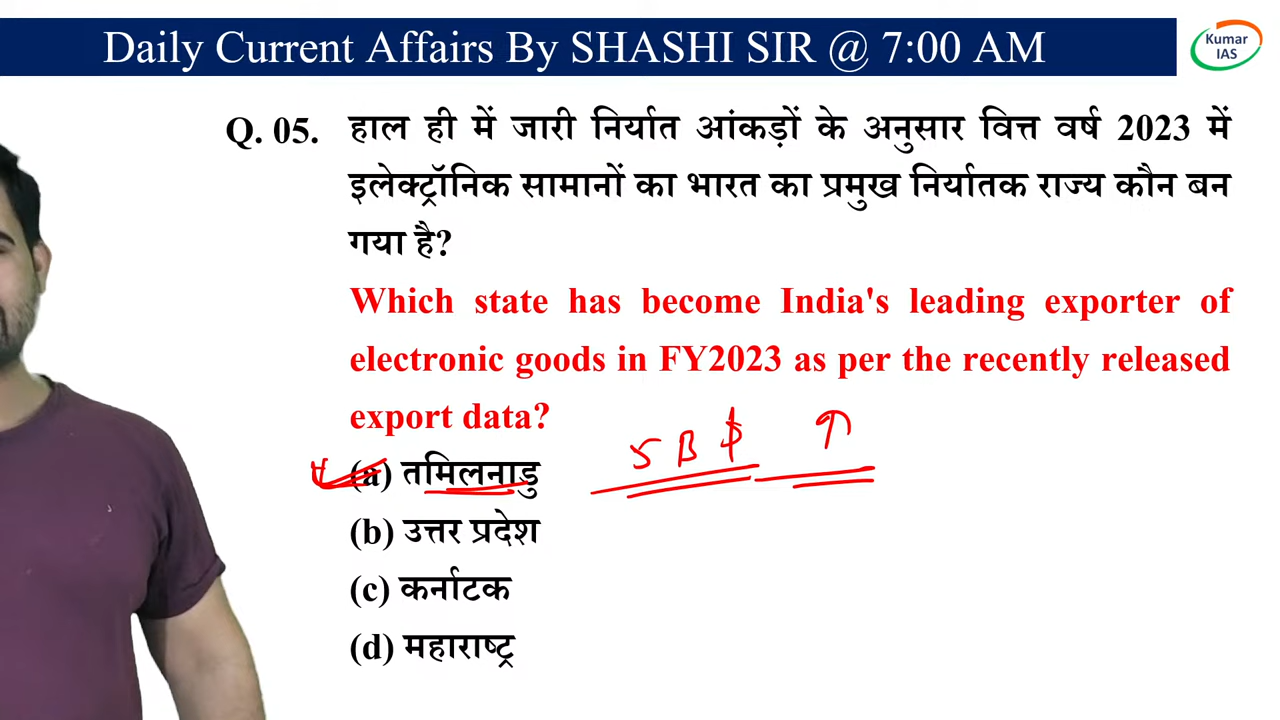 Daily Current Affairs By SHASHI SIR @ 7:00 AM
Kumar
IAS
Q. 05. हाल ही में जारी निर्यात आंकड़ों के अनुसार वित्त वर्ष 2023 में
इलेक्ट्रॉनिक सामानों का भारत का प्रमुख निर्यातक राज्य कौन बन
गया है?
Which state has become India's leading exporter of
electronic goods in FY2023 as per the recently released
export data?
(a) तमिलनाडु 5 B $ ↑
(b) उत्तर प्रदेश
(c) कर्नाटक
(d) महाराष्ट्र